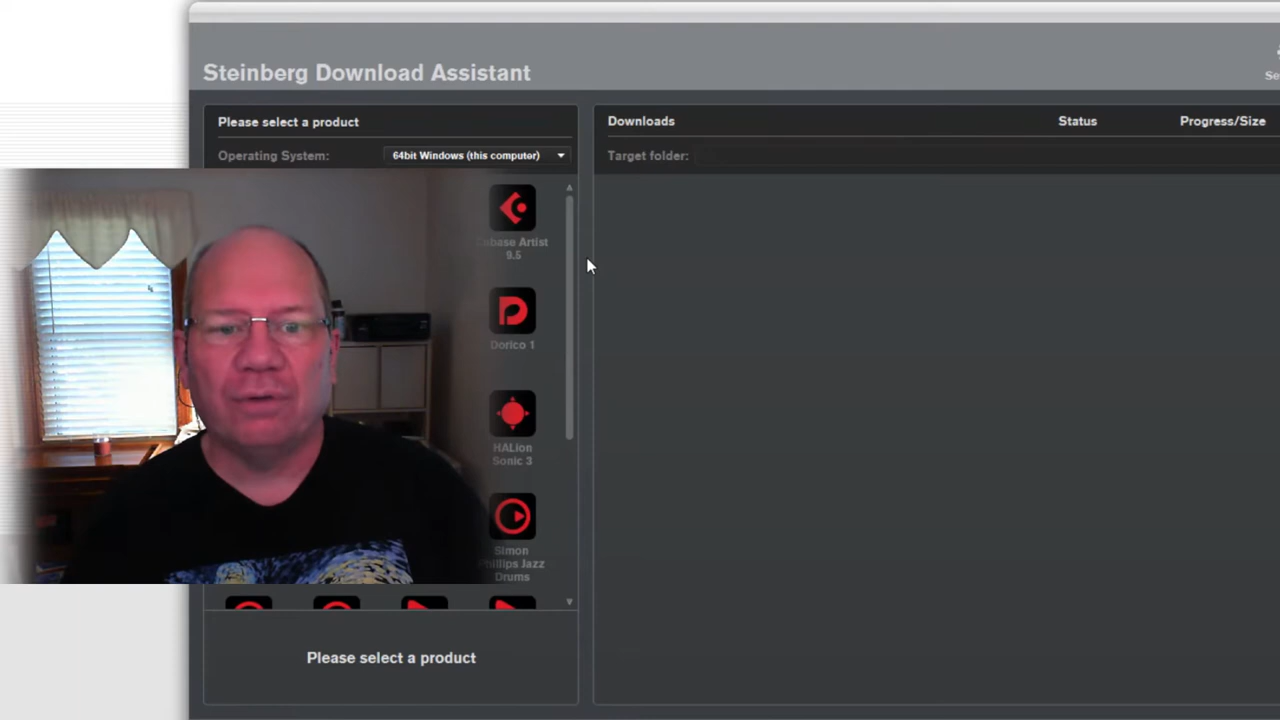 Steinberg Download Assistant
Please select a product
Operating System:
64bit Windows (this computer)
Downloads
Status
Progress/Size
Target folder:
Artist
9.5
Dorico 1
HALion
Sonic 3
Simon
Phillips Jazz
Drums
Please select a product